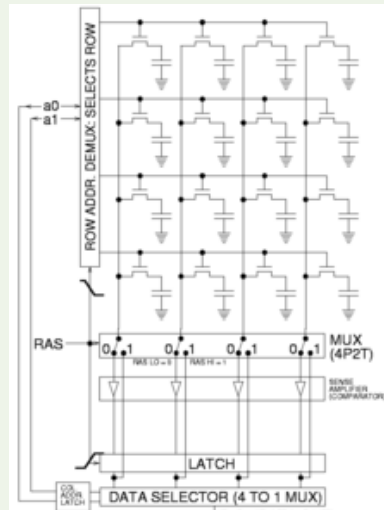 ROW ADDR. DEMUX: SELECTS ROW
a0
a1
RAS
0 1 0 1 0 1 0 1
MUX
(4P2T)
RAS LO = 0 RAS HI = 1
SENSE
AMPLIFIER
(COMPARATOR)
LATCH
COL
ADDR
LATCH
DATA SELECTOR (4 TO 1 MUX)